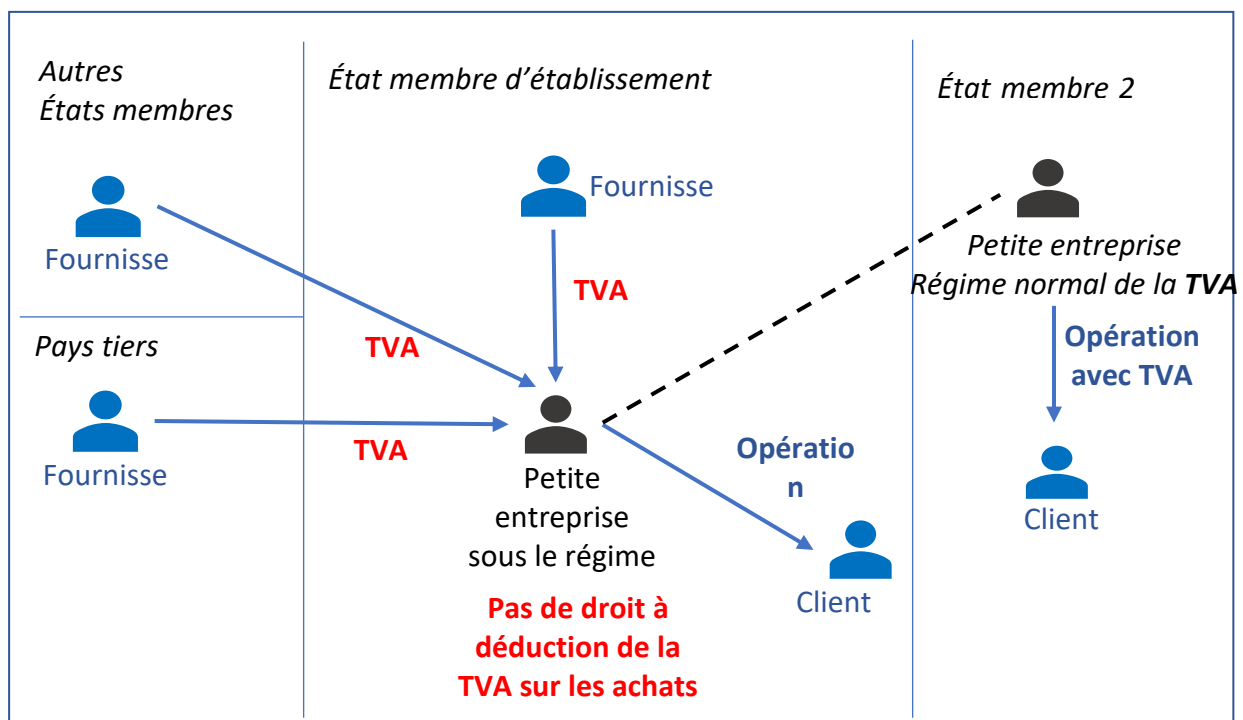 Autres
États membres
Fournisse
Pays tiers
Fournisse
TVA
TVA
État membre d’établissement
Fournisse
TVA
Petite
entreprise
sous le régime
Pas de droit à
déduction de la
TVA sur les achats
Opératio
n
Client
État membre 2
Petite entreprise
Régime normal de la TVA
Opération
avec TVA
Client